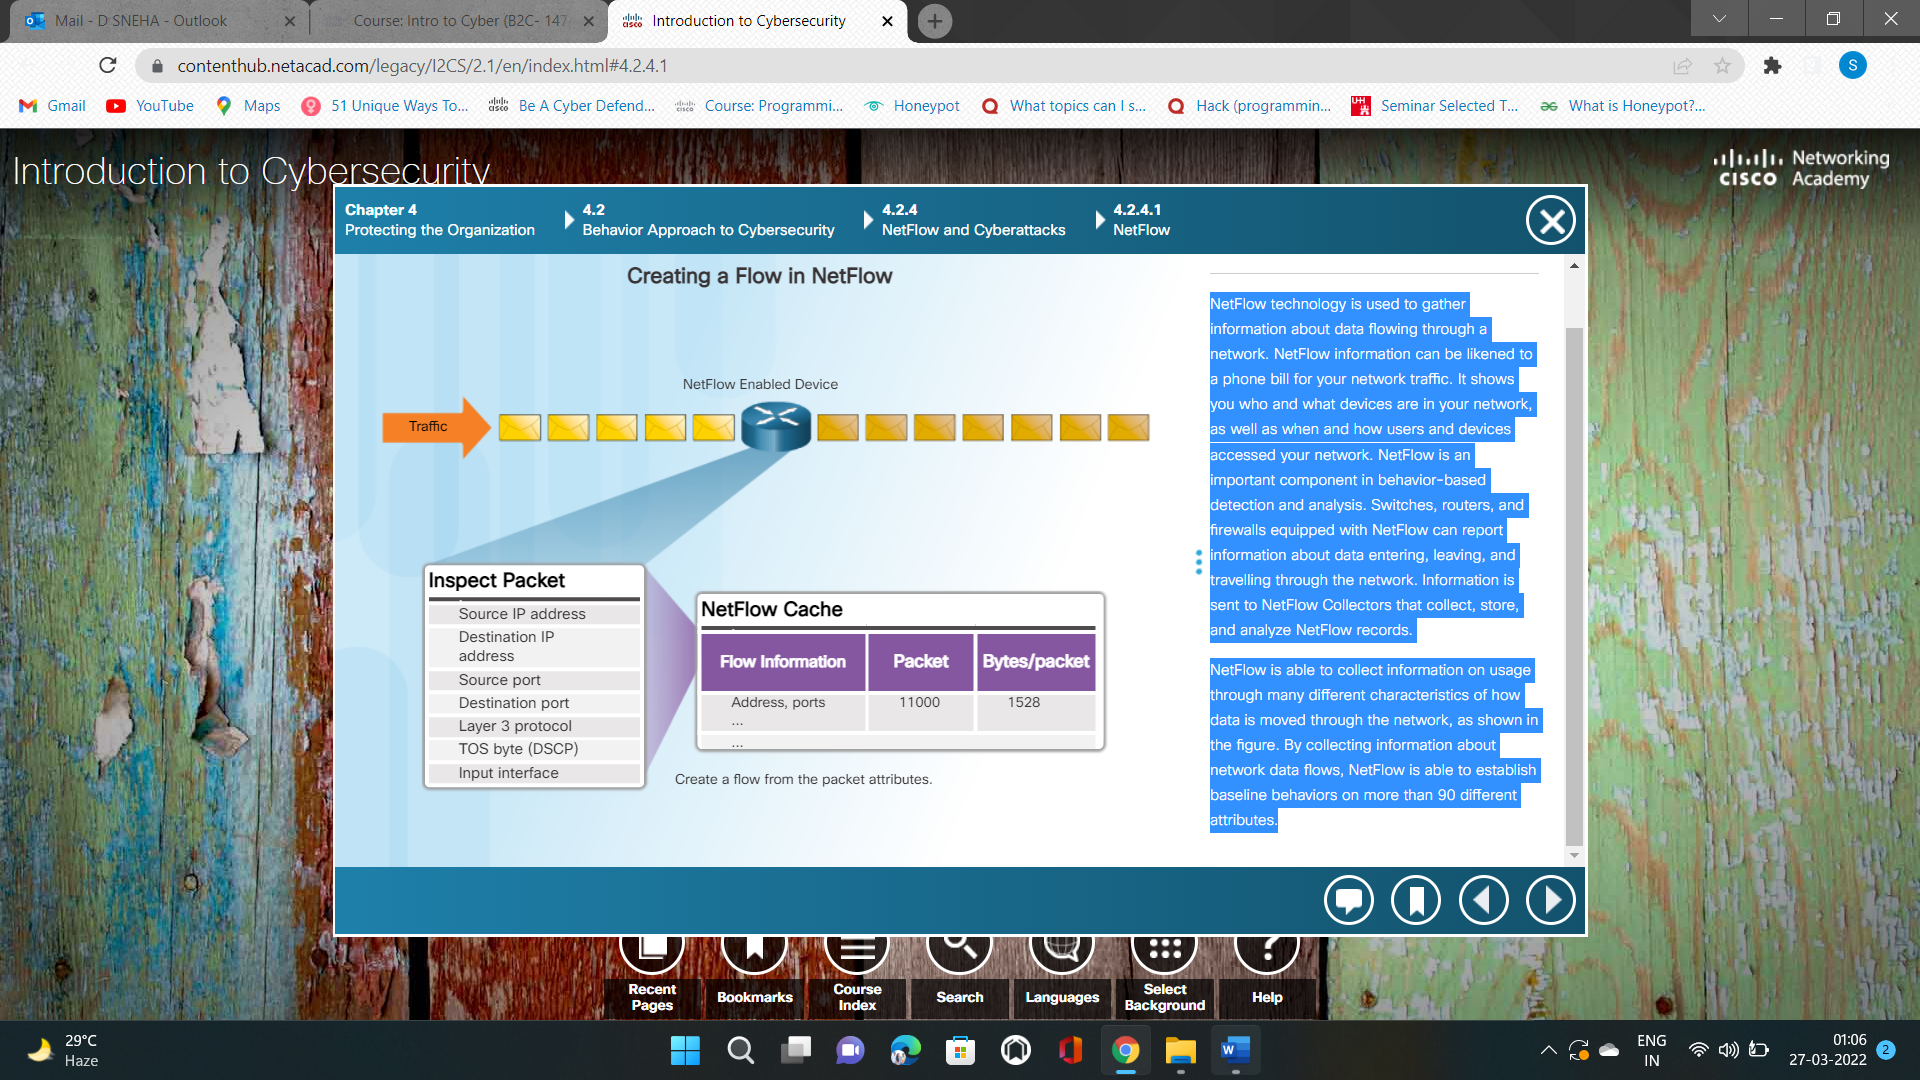 Mail - D SNEHA - Outlook
Course: Intro to Cyber (B2C- 147
Introduction to Cybersecurity
contenthub.netacad.com/legacy/I2CS/2.1/en/index.html#4.2.4.1
S
Gmail
YouTube
Maps
51 Unique Ways To...
Be A Cyber Defend...
Course: Programmi...
Honeypot
What topics can I s...
Hack (programmin...
Seminar Selected T...
What is Honeypot?...
Introduction to Cybersecurity
CISCO Networking Academy
Chapter 4
Protecting the Organization
4.2
Behavior Approach to Cybersecurity
4.2.4
NetFlow and Cyberattacks
4.2.4.1
NetFlow
Creating a Flow in NetFlow
NetFlow Enabled Device
Traffic
Inspect Packet
Source IP address
Destination IP
address
Source port
Destination port
Layer 3 protocol
TOS byte (DSCP)
Input interface
NetFlow Cache
Flow Information Packet Bytes/packet
Address, ports 11000 1528
...
...
Create a flow from the packet attributes.
NetFlow technology is used to gather
information about data flowing through a
network. NetFlow information can be likened to
a phone bill for your network traffic. It shows
you who and what devices are in your network,
as well as when and how users and devices
accessed your network. NetFlow is an
important component in behavior-based
detection and analysis. Switches, routers, and
firewalls equipped with NetFlow can report
information about data entering, leaving, and
travelling through the network. Information is
sent to NetFlow Collectors that collect, store,
and analyze NetFlow records.
NetFlow is able to collect information on usage
through many different characteristics of how
data is moved through the network, as shown in
the figure. By collecting information about
network data flows, NetFlow is able to establish
baseline behaviors on more than 90 different
attributes.
Recent
Pages
Bookmarks
Course
Index
Search
Languages
Select
Background
Help
29°C
Haze
ENG
IN
01:06
27-03-2022
2